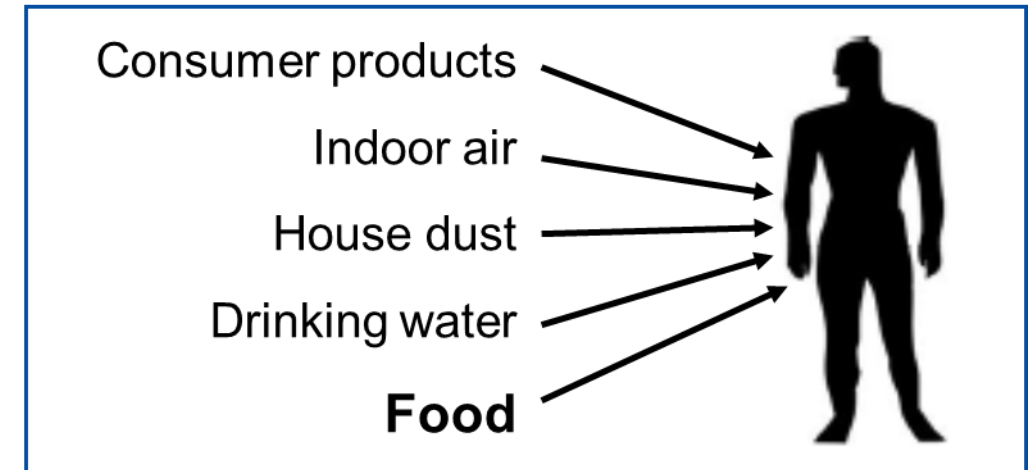 Consumer products
Indoor air
House dust
Drinking water
Food